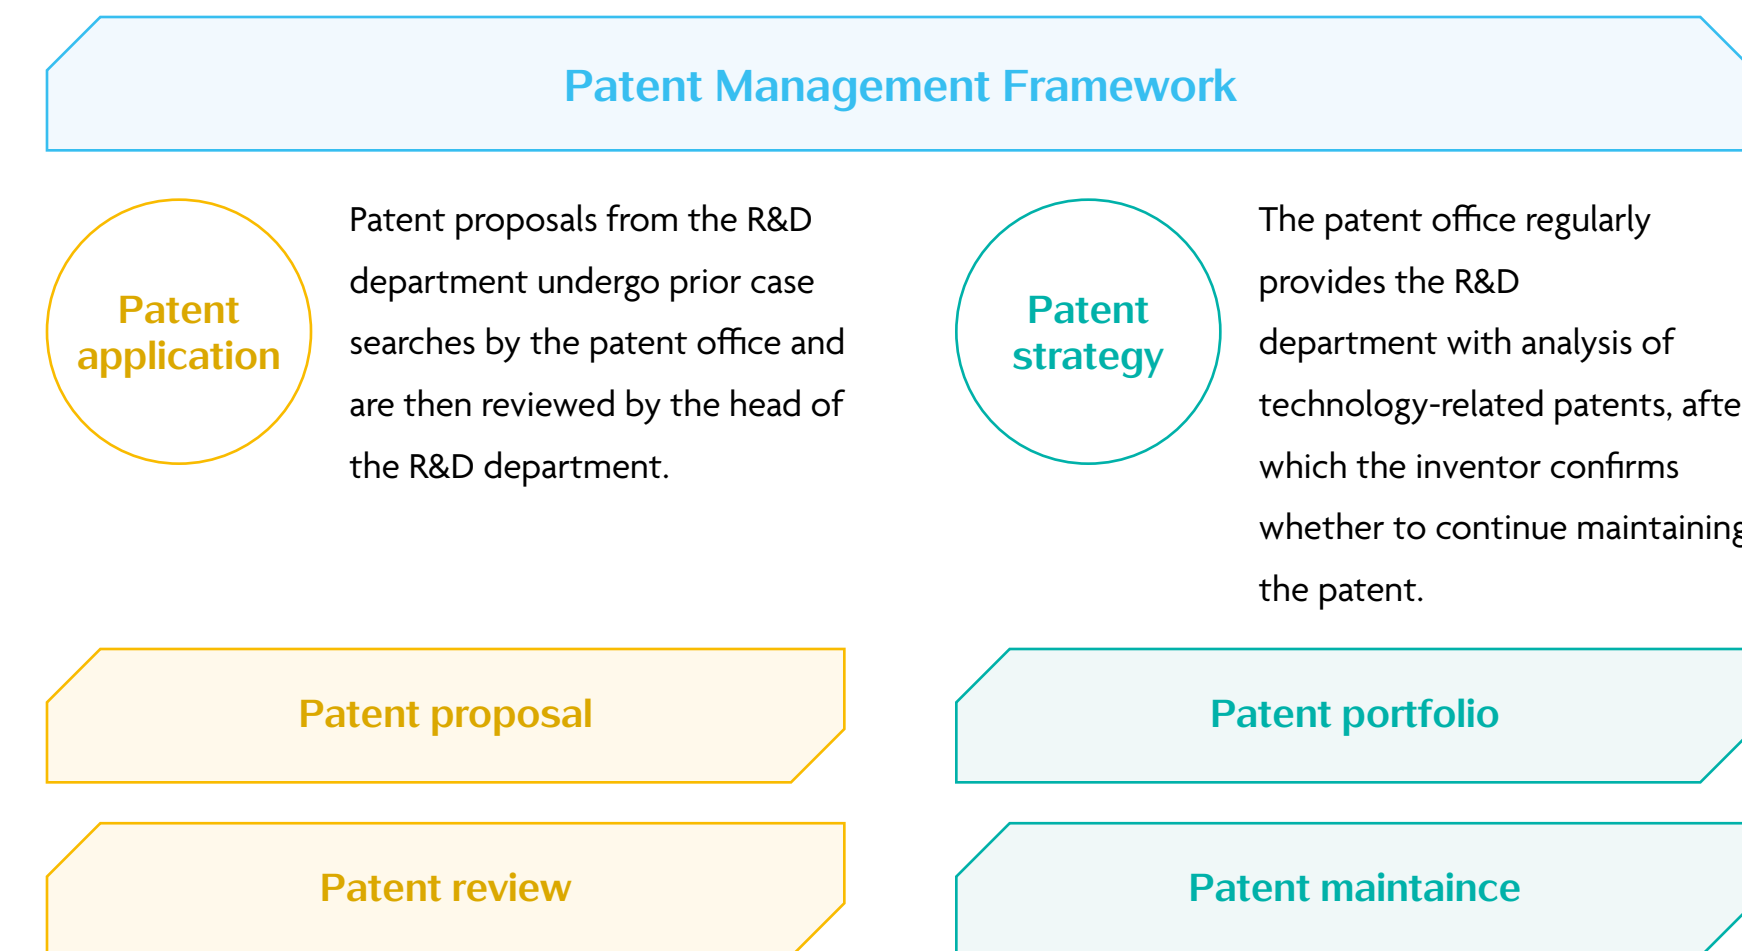 Patent Management Framework
Patent
application
Patent proposals from the R&D
department undergo prior case
searches by the patent office and
are then reviewed by the head of
the R&D department.
Patent
strategy
The patent office regularly
provides the R&D
department with analysis of
technology-related patents, afte
which the inventor confirms
whether to continue maintaining
the patent.
Patent proposal
Patent portfolio
Patent review
Patent maintaince